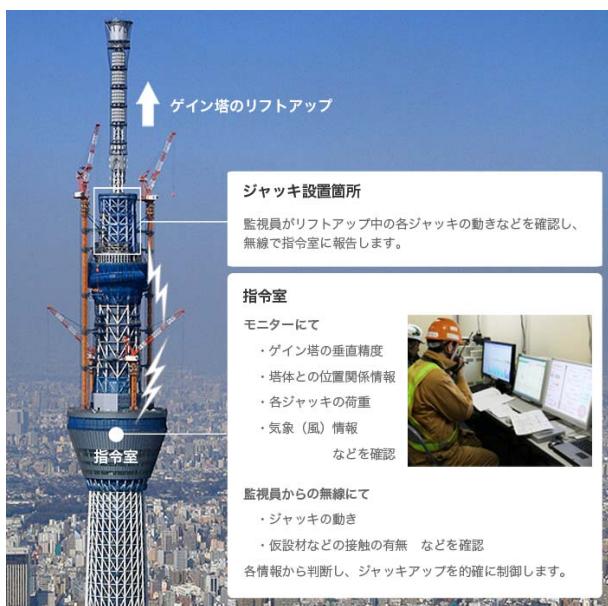 ゲイン塔のリフトアップ
ジャッキ設置箇所
監視員がリフトアップ中の各ジャッキの動きなどを確認し、
無線で指令室に報告します。
指令室
モニターにて
・ゲイン塔の垂直精度
・塔体との位置関係情報
・各ジャッキの荷重
・気象（風）情報
などを確認
指令室
監視員からの無線にて
・ジャッキの動き
・仮設材などの接触の有無　などを確認
各情報から判断し、ジャッキアップを的確に制御します。